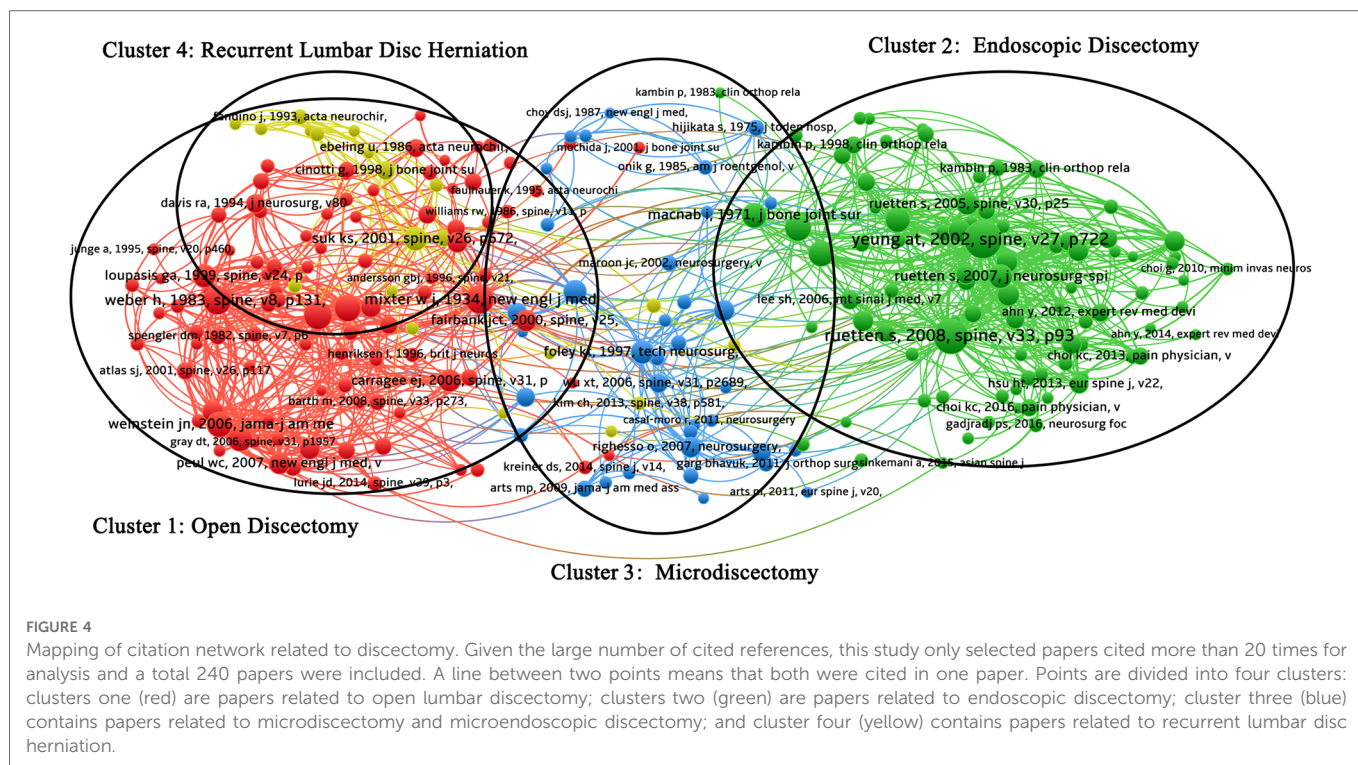 Cluster 4: Recurrent Lumbar Disc Herniation
Cluster 2: Endoscopic Discectomy
kambin p, 1983, clin orthop rela
fandino j, 1993, acta neurochir,
choy dsj, 1987, new engl j med,
hijikata s, 1975, j toden hosp,
ebeling u, 1986, acta neurochir,
mochida j, 2001, j bone joint su
kambin p, 1998, clin orthop rela
cinotti g, 1998, j bone joint su
onik g, 1985, am j roentgenol, v
kambin p, 1983, clin orthop rela
faulhauer k, 1995, acta neurochi
davis ra, 1994, j neurosurg, v80
williams rw, 1986, spine, v11, p
macnab i, 1971, j bone joint sur
ruetten s, 2005, spine, v30, p25
suk ks, 2001, spine, v26, p672,
yeung at, 2002, spine, v27, p722
junge a, 1995, spine, v20, p460,
maroon jc, 2002, neurosurgery, v
choi g, 2010, minim invas neuros
loupasis ga, 1999, spine, v24, p
anderssson gbj, 1996, spine, v21,
ruetten s, 2007, j neurosurg-spi
weber h, 1983, spine, v8, p131,
mixter w j, 1934, new engl j med
lee sh, 2006, mt sinai j med, v7
ahn y, 2012, expert rev med devi
fairbank jct, 2000, spine, v25,
spengler dm, 1982, spine, v7, p6
ruetten s, 2008, spine, v33, p93
ahn y, 2014, expert rev med devi
henriksen l, 1996, brit j neuros
foley kt, 1997, tech neurosurg,
choi kc, 2013, pain physician, v
atlas sj, 2001, spine, v26, p117
carragee ej, 2006, spine, v31, p
wu xt, 2006, spine, v31, p2689,
hsu ht, 2013, eur spine j, v22,
barth m, 2008, spine, v33, p273,
kim ch, 2013, spine, v38, p581,
choi kc, 2016, pain physician, v
weinstein jn, 2006, jama-j am me
casal-moro r, 2011, neurosurgery
gadjradj ps, 2016, neurosurg foc
gray dt, 2006, spine, v31, p1957
righesso o, 2007, neurosurgery,
peul wc, 2007, new engl j med, v
kreiner ds, 2014, spine j, v14,
garg bhavuk, 2011, j orthop surg
sinkemani a, 2015, asian spine j
lurie jd, 2014, spine, v39, p3,
arts mp, 2009, jama-j am med ass
arts m, 2011, eur spine j, v20,
Cluster 1: Open Discectomy
Cluster 3: Microdiscectomy
FIGURE 4
Mapping of citation network related to discectomy. Given the large number of cited references, this study only selected papers cited more than 20 times for
analysis and a total 240 papers were included. A line between two points means that both were cited in one paper. Points are divided into four clusters:
clusters one (red) are papers related to open lumbar discectomy; clusters two (green) are papers related to endoscopic discectomy; cluster three (blue)
contains papers related to microdiscectomy and microendoscopic discectomy; and cluster four (yellow) contains papers related to recurrent lumbar disc
herniation.